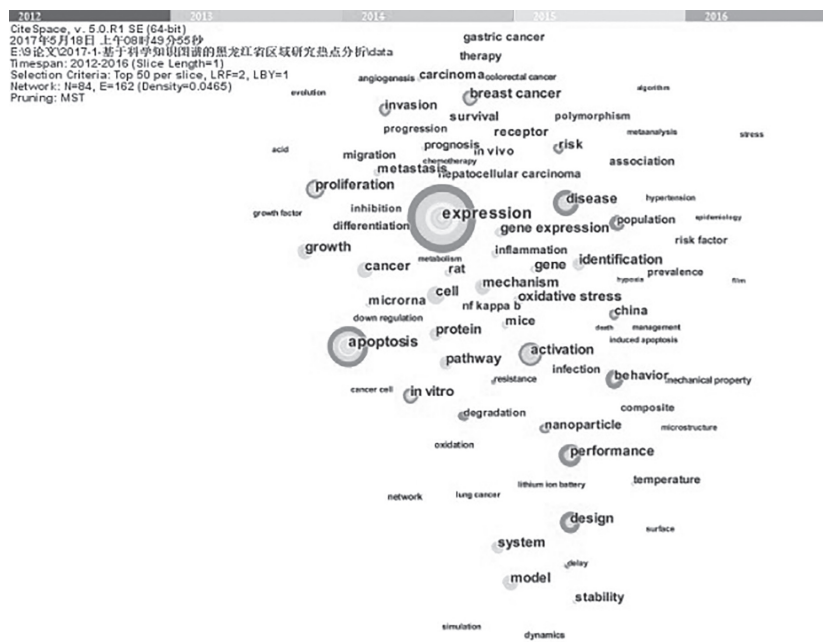 2012 2013 2014 2015 2016
CiteSpace, v. 5.0.R1 SE (64-bit)
2017年5月18日 上午08时49分55秒
E:\9论文\2017-1-基于科学知识图谱的黑龙江省区域研究热点分析\data
Timespan: 2012-2016 (Slice Length=1)
Selection Criteria: Top 50 per slice, LRF=2, LBY=1
Network: N=84, E=162 (Density=0.0465)
Pruning: MST
gastric cancer
therapy
angiogenesis carcinoma colorectal cancer
evolution breast cancer algorithm
invasion
survival polymorphism
progression receptor metaanalysis stress
acid prognosis in vivo risk
migration chemotherapy association
metastasis hepatocellular carcinoma
proliferation disease hypertension
growth factor inhibition expression population epidemiology
differentiation gene expression
growth inflammation risk factor
metabolism identification
cancer rat gene prevalence
mechanism hypoxia film
microrna cell oxidative stress
nf kappa b china
down regulation mice
protein death management
apoptosis activation induced apoptosis
pathway infection
resistance behavior mechanical property
cancer cell in vitro
degradation composite
nanoparticle microstructure
oxidation performance
lithium ion battery temperature
network lung cancer
design
system surface
delay
model
stability
simulation
dynamics